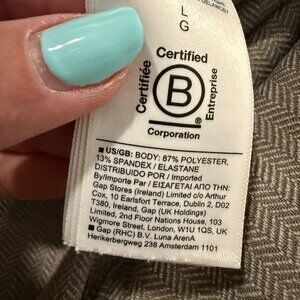 L
G
Certified
Certifiée
B
Entreprise
®
Corporation
■ US/GB: BODY: 87% POLYESTER,
13% SPANDEX / ELASTANE
DISTRIBUIDO POR / Imported
By/Importe Par / ΕΙΣΑΓΕΤΑΙ ΑΠΟ ΤΗΝ:
Gap Stores (Ireland) Limited c/o Arthur
Cox, 10 Earlsfort Terrace, Dublin 2, D02
T380, Ireland, Gap (UK Holdings)
Limited, 2nd Floor Nations House, 103
Wigmore Street, London, W1U 1QS, UK
■ Gap (RHC) B.V. Luna ArenA
Herikerbergweg 238 Amsterdam 1101